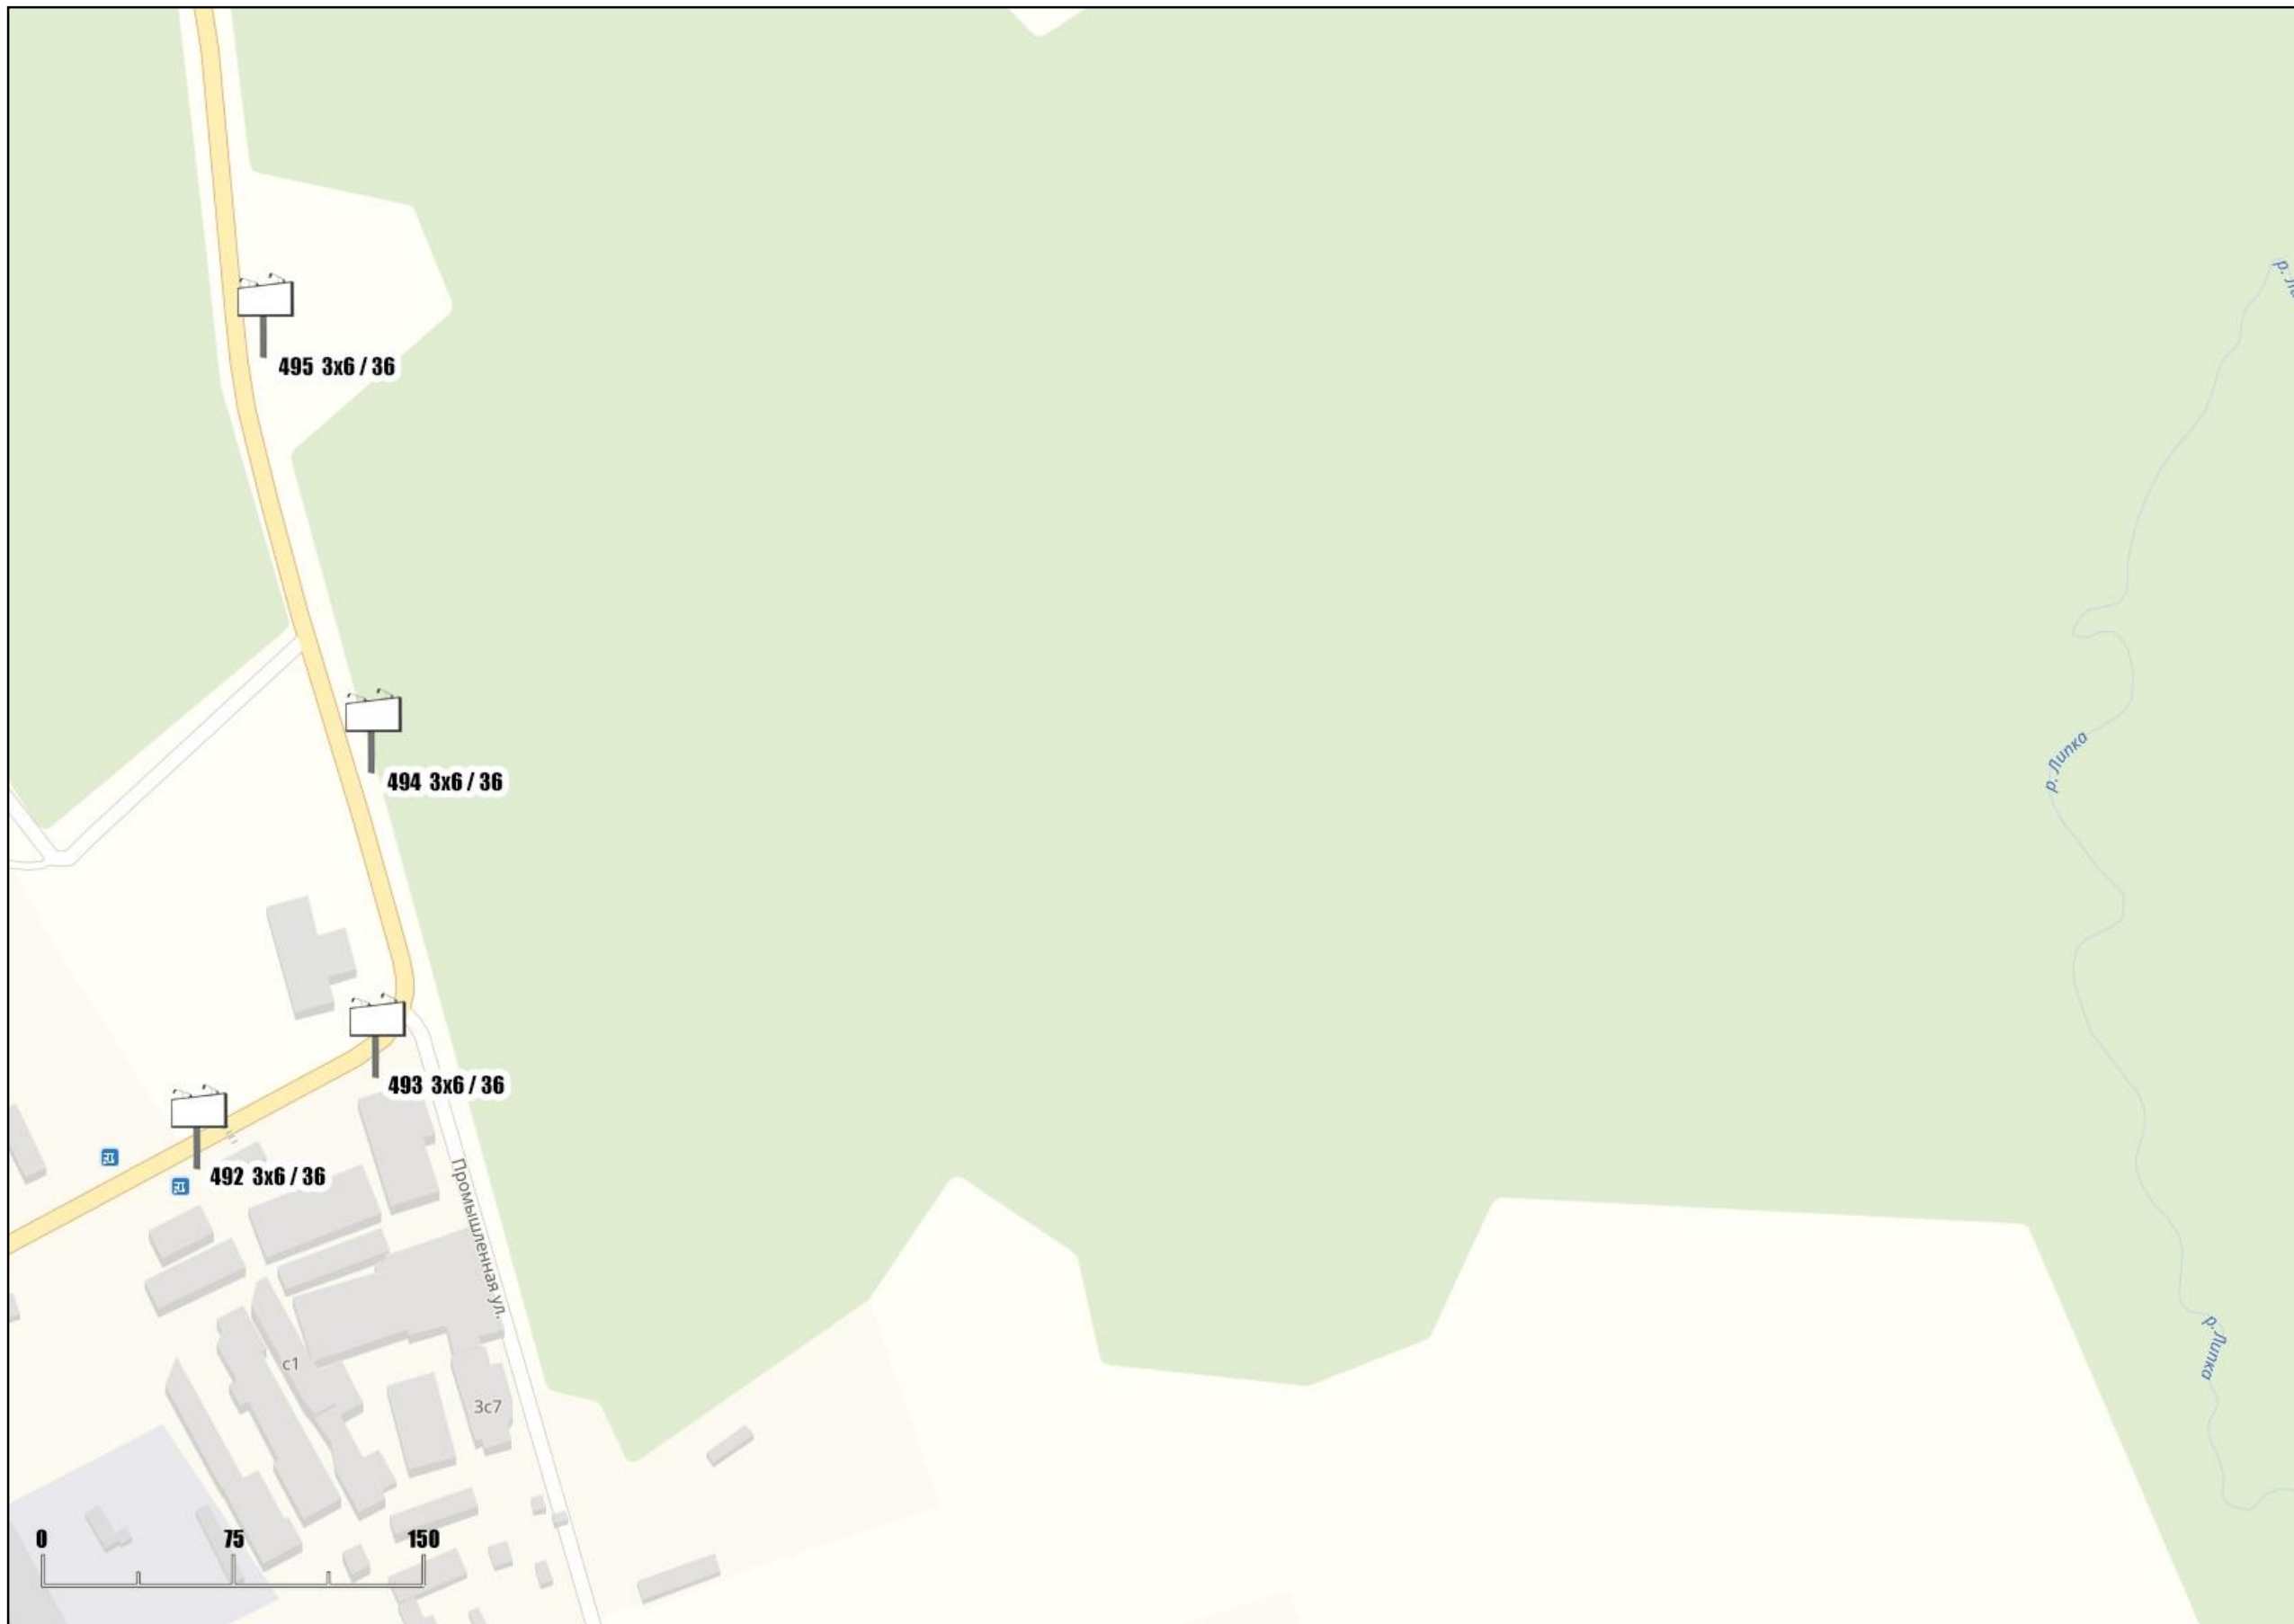 р. Ли
495 3x6 / 36
р. Липка
494 3x6 / 36
493 3x6 / 36
492 3x6 / 36
Промышленная ул.
р. Липка
с1
3с7
0 75 150